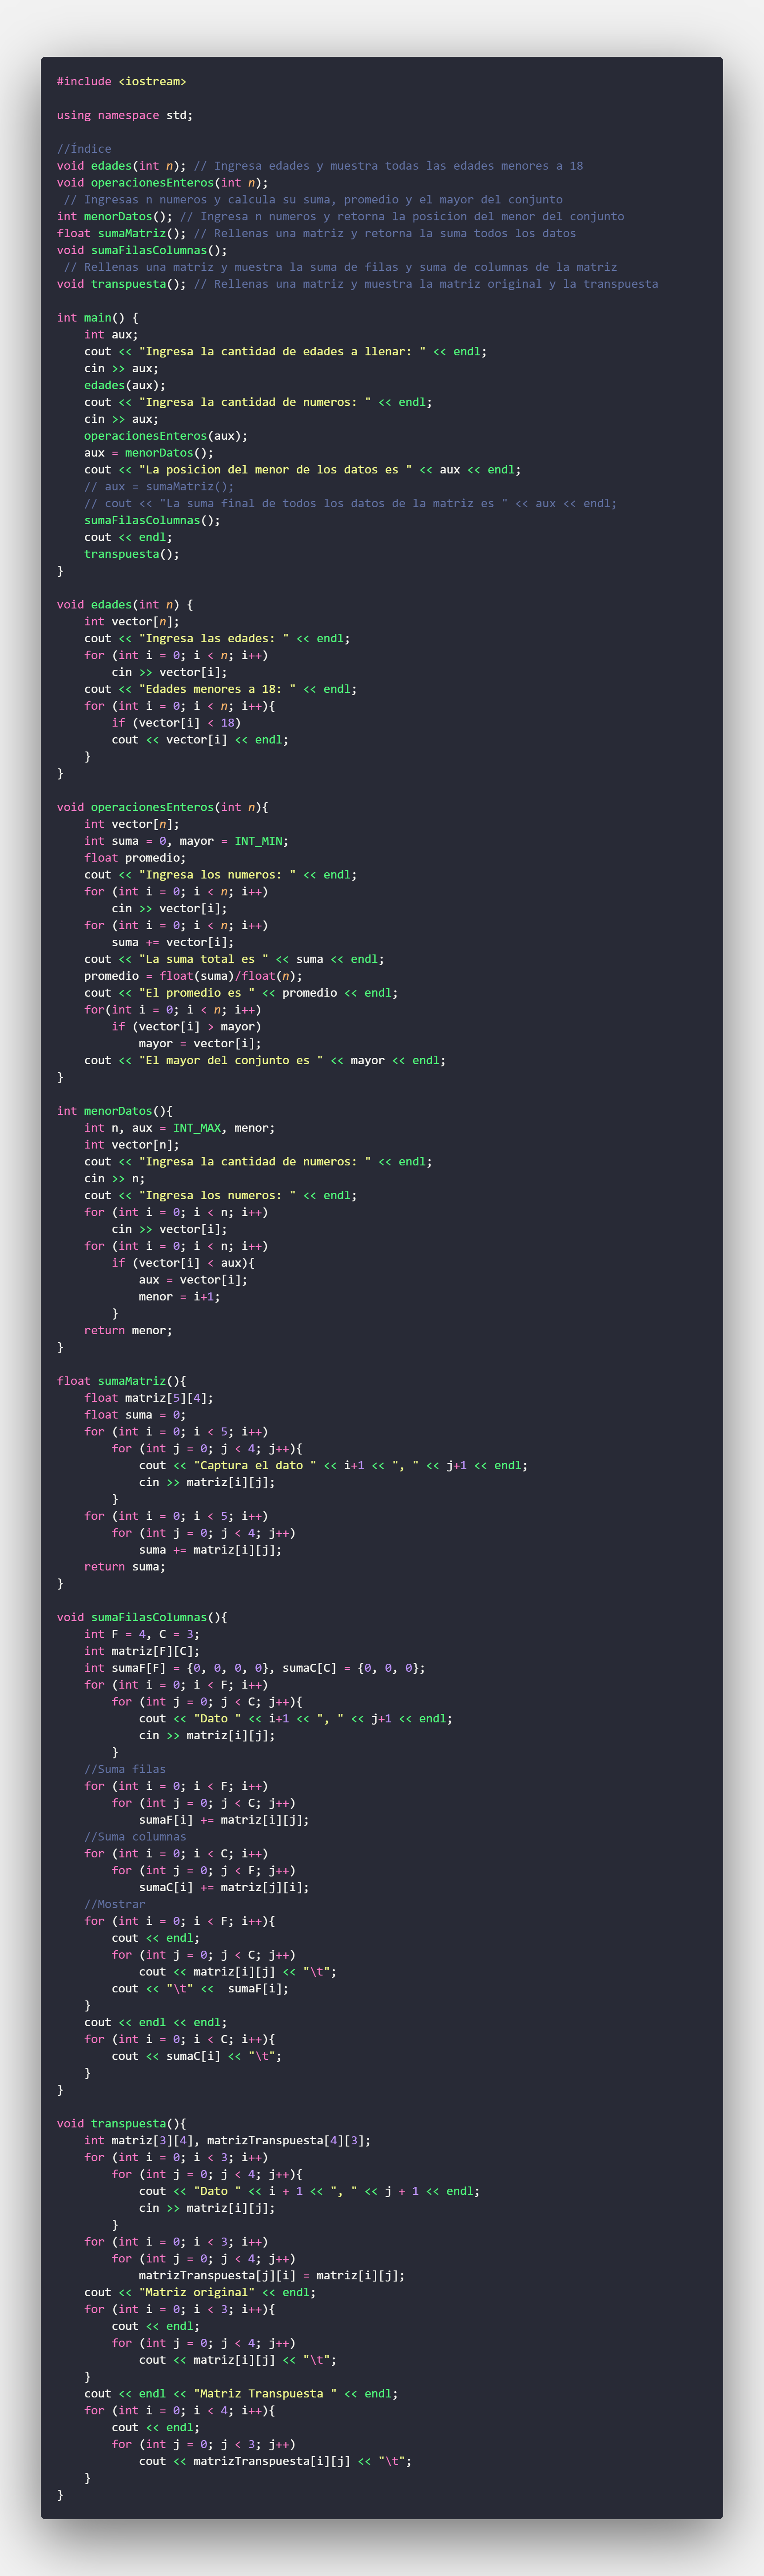 #include <iostream>

using namespace std;

//Índice
void edades(int n); // Ingresa edades y muestra todas las edades menores a 18
void operacionesEnteros(int n);
 // Ingresas n numeros y calcula su suma, promedio y el mayor del conjunto
int menorDatos(); // Ingresa n numeros y retorna la posicion del menor del conjunto
float sumaMatriz(); // Rellenas una matriz y retorna la suma todos los datos
void sumaFilasColumnas();
 // Rellenas una matriz y muestra la suma de filas y suma de columnas de la matriz
void transpuesta(); // Rellenas una matriz y muestra la matriz original y la transpuesta

int main() {
    int aux;
    cout << "Ingresa la cantidad de edades a llenar: " << endl;
    cin >> aux;
    edades(aux);
    cout << "Ingresa la cantidad de numeros: " << endl;
    cin >> aux;
    operacionesEnteros(aux);
    aux = menorDatos();
    cout << "La posicion del menor de los datos es " << aux << endl;
    // aux = sumaMatriz();
    // cout << "La suma final de todos los datos de la matriz es " << aux << endl;
    sumaFilasColumnas();
    cout << endl;
    transpuesta();
}

void edades(int n) {
    int vector[n];
    cout << "Ingresa las edades: " << endl;
    for (int i = 0; i < n; i++)
        cin >> vector[i];
    cout << "Edades menores a 18: " << endl;
    for (int i = 0; i < n; i++){
        if (vector[i] < 18)
        cout << vector[i] << endl;
    }
}

void operacionesEnteros(int n){
    int vector[n];
    int suma = 0, mayor = INT_MIN;
    float promedio;
    cout << "Ingresa los numeros: " << endl;
    for (int i = 0; i < n; i++)
        cin >> vector[i];
    for (int i = 0; i < n; i++)
        suma += vector[i];
    cout << "La suma total es " << suma << endl;
    promedio = float(suma)/float(n);
    cout << "El promedio es " << promedio << endl;
    for(int i = 0; i < n; i++)
        if (vector[i] > mayor)
            mayor = vector[i];
    cout << "El mayor del conjunto es " << mayor << endl;
}

int menorDatos(){
    int n, aux = INT_MAX, menor;
    int vector[n];
    cout << "Ingresa la cantidad de numeros: " << endl;
    cin >> n;
    cout << "Ingresa los numeros: " << endl;
    for (int i = 0; i < n; i++)
        cin >> vector[i];
    for (int i = 0; i < n; i++)
        if (vector[i] < aux){
            aux = vector[i];
            menor = i+1;
        }
    return menor;
}

float sumaMatriz(){
    float matriz[5][4];
    float suma = 0;
    for (int i = 0; i < 5; i++)
        for (int j = 0; j < 4; j++){
            cout << "Captura el dato " << i+1 << ", " << j+1 << endl;
            cin >> matriz[i][j];
        }
    for (int i = 0; i < 5; i++)
        for (int j = 0; j < 4; j++)
            suma += matriz[i][j];
    return suma;
}

void sumaFilasColumnas(){
    int F = 4, C = 3;
    int matriz[F][C];
    int sumaF[F] = {0, 0, 0, 0}, sumaC[C] = {0, 0, 0};
    for (int i = 0; i < F; i++)
        for (int j = 0; j < C; j++){
            cout << "Dato " << i+1 << ", " << j+1 << endl;
            cin >> matriz[i][j];
        }
    //Suma filas
    for (int i = 0; i < F; i++)
        for (int j = 0; j < C; j++)
            sumaF[i] += matriz[i][j];
    //Suma columnas
    for (int i = 0; i < C; i++)
        for (int j = 0; j < F; j++)
            sumaC[i] += matriz[j][i];
    //Mostrar
    for (int i = 0; i < F; i++){
        cout << endl;
        for (int j = 0; j < C; j++)
            cout << matriz[i][j] << "\t";
        cout << "\t" <<  sumaF[i];
    }
    cout << endl << endl;
    for (int i = 0; i < C; i++){
        cout << sumaC[i] << "\t";
    }
}

void transpuesta(){
    int matriz[3][4], matrizTranspuesta[4][3];
    for (int i = 0; i < 3; i++)
        for (int j = 0; j < 4; j++){
            cout << "Dato " << i + 1 << ", " << j + 1 << endl;
            cin >> matriz[i][j];
        }
    for (int i = 0; i < 3; i++)
        for (int j = 0; j < 4; j++)
            matrizTranspuesta[j][i] = matriz[i][j];
    cout << "Matriz original" << endl;
    for (int i = 0; i < 3; i++){
        cout << endl;
        for (int j = 0; j < 4; j++)
            cout << matriz[i][j] << "\t";
    }
    cout << endl << "Matriz Transpuesta " << endl;
    for (int i = 0; i < 4; i++){
        cout << endl;
        for (int j = 0; j < 3; j++)
            cout << matrizTranspuesta[i][j] << "\t";
    }
}